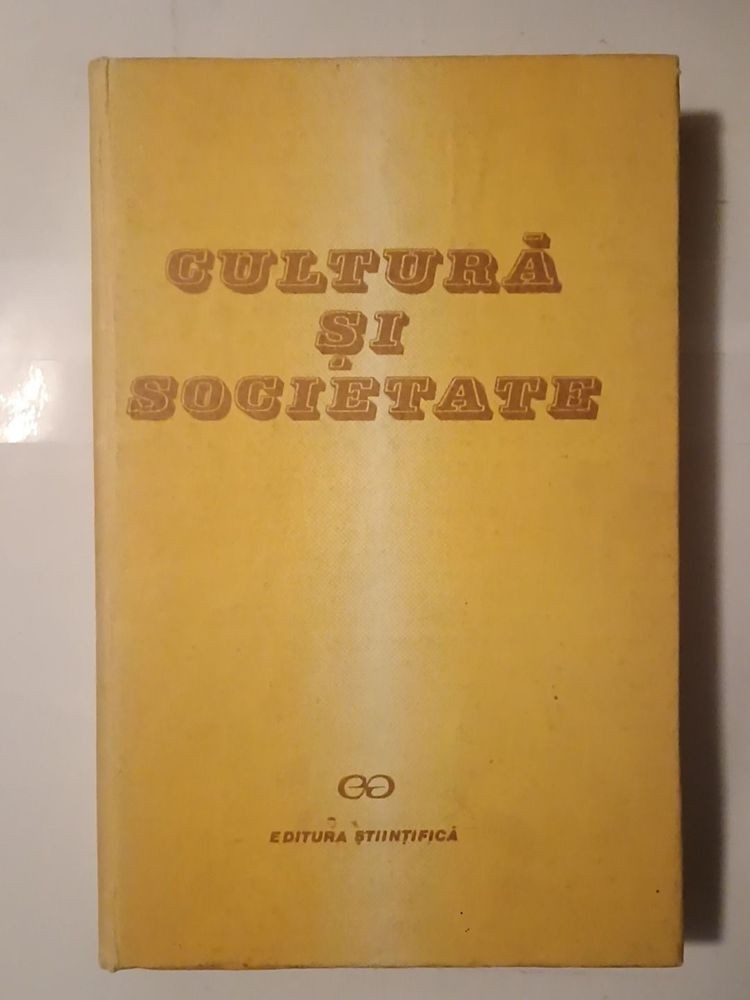 CULTURĂ
ȘI
SOCIETATE
EDITURA ȘTIINȚIFICĂ